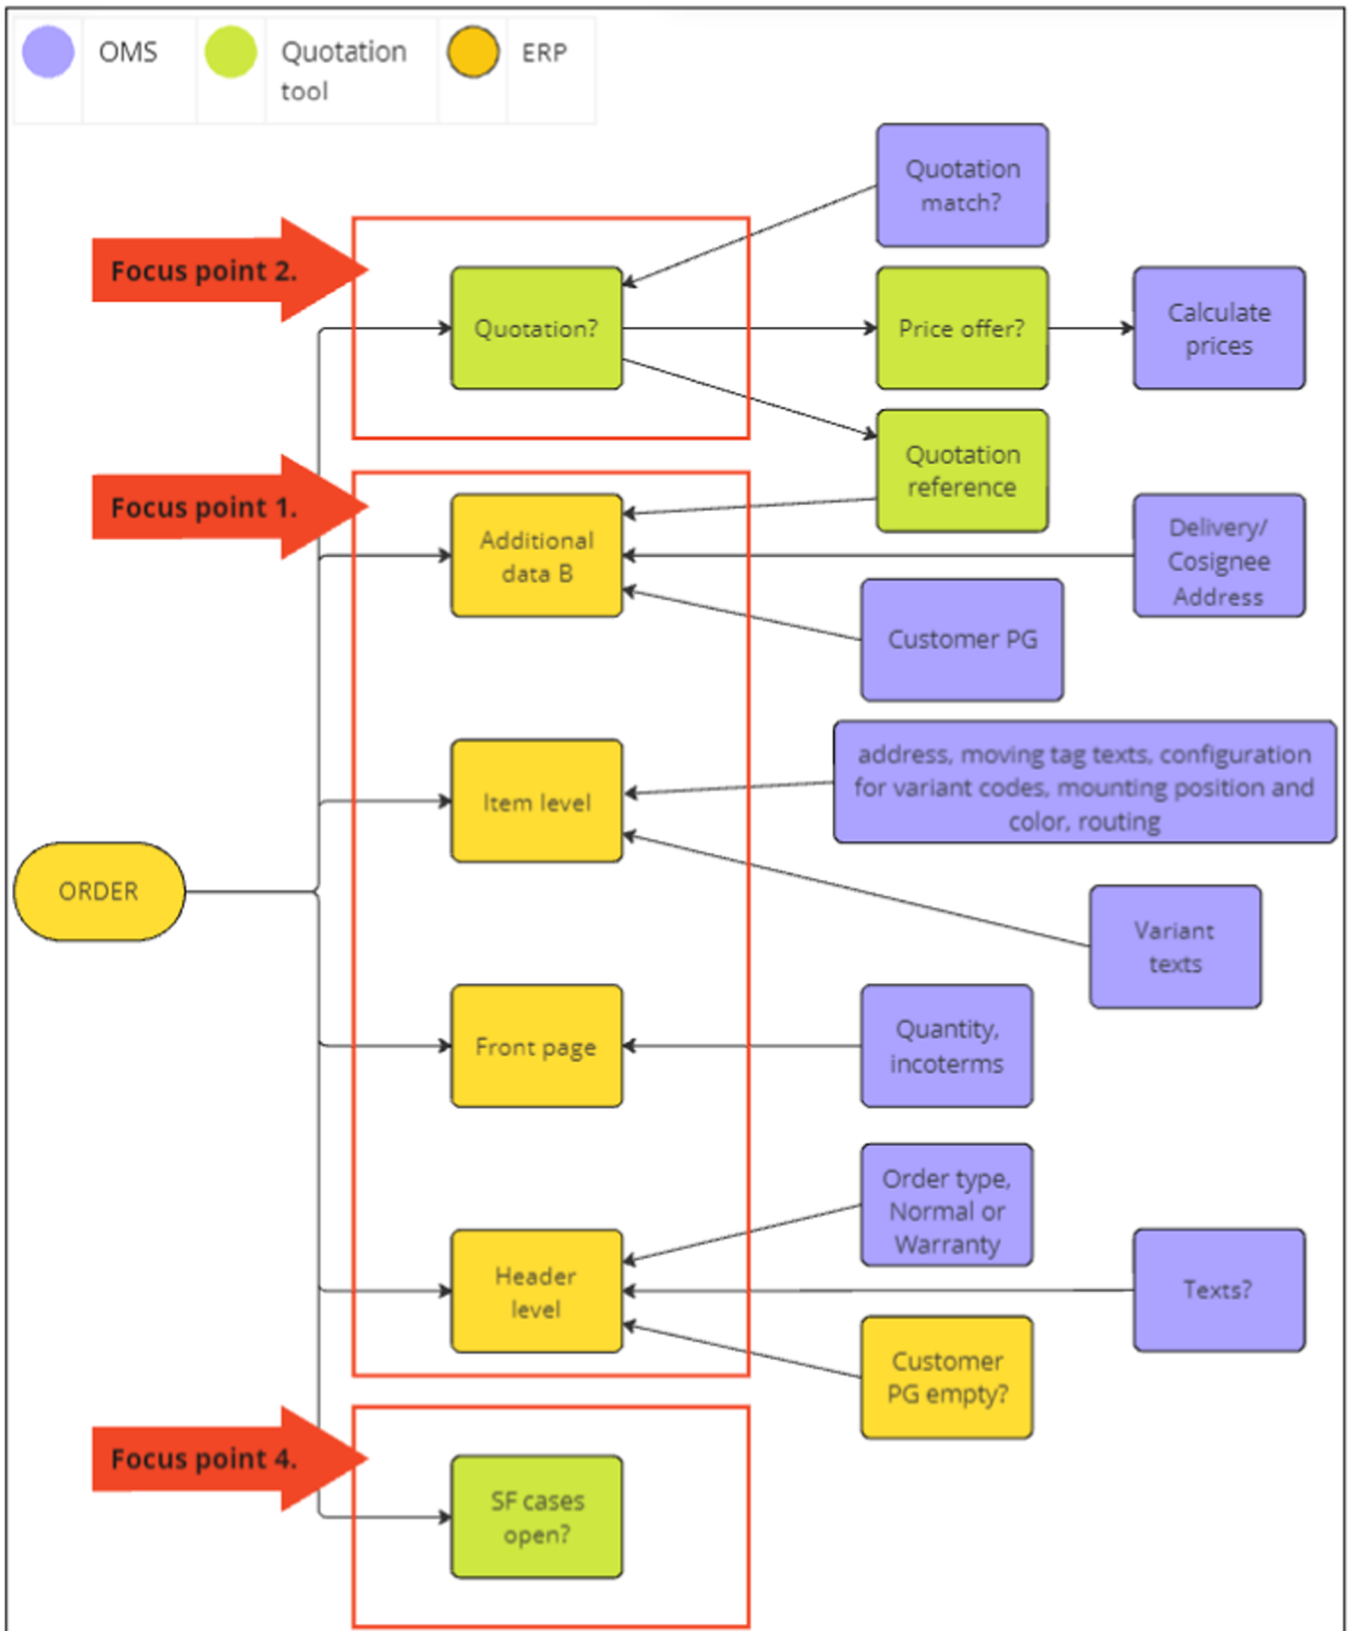 OMS
Quotation
tool
ERP
Quotation
match?
Focus point 2.
Quotation?
Price offer?
Calculate
prices
Quotation
reference
Focus point 1.
Additional
data B
Delivery/
Cosignee
Address
Customer PG
address, moving tag texts, configuration
for variant codes, mounting position and
color, routing
Item level
ORDER
Variant
texts
Front page
Quantity,
incoterms
Order type,
Normal or
Warranty
Header
level
Texts?
Customer
PG empty?
Focus point 4.
SF cases
open?